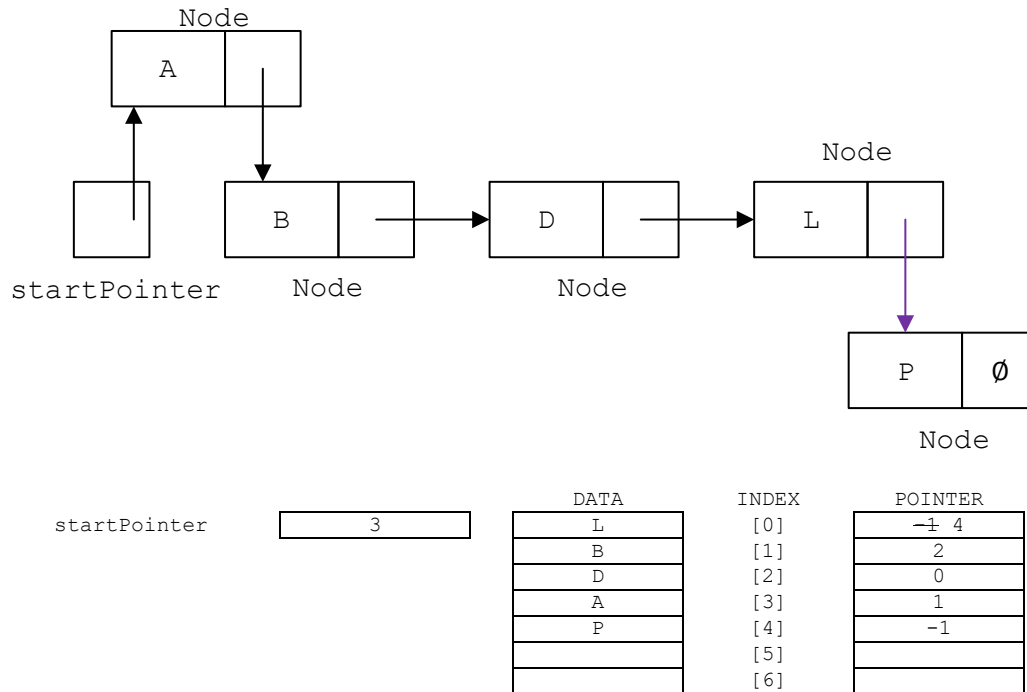 Node
A
Node
B D L
startPointer Node Node
P Ø
Node
DATA INDEX POINTER
startPointer 3 L [0] -1 4
B [1] 2
D [2] 0
A [3] 1
P [4] -1
[5]
[6]